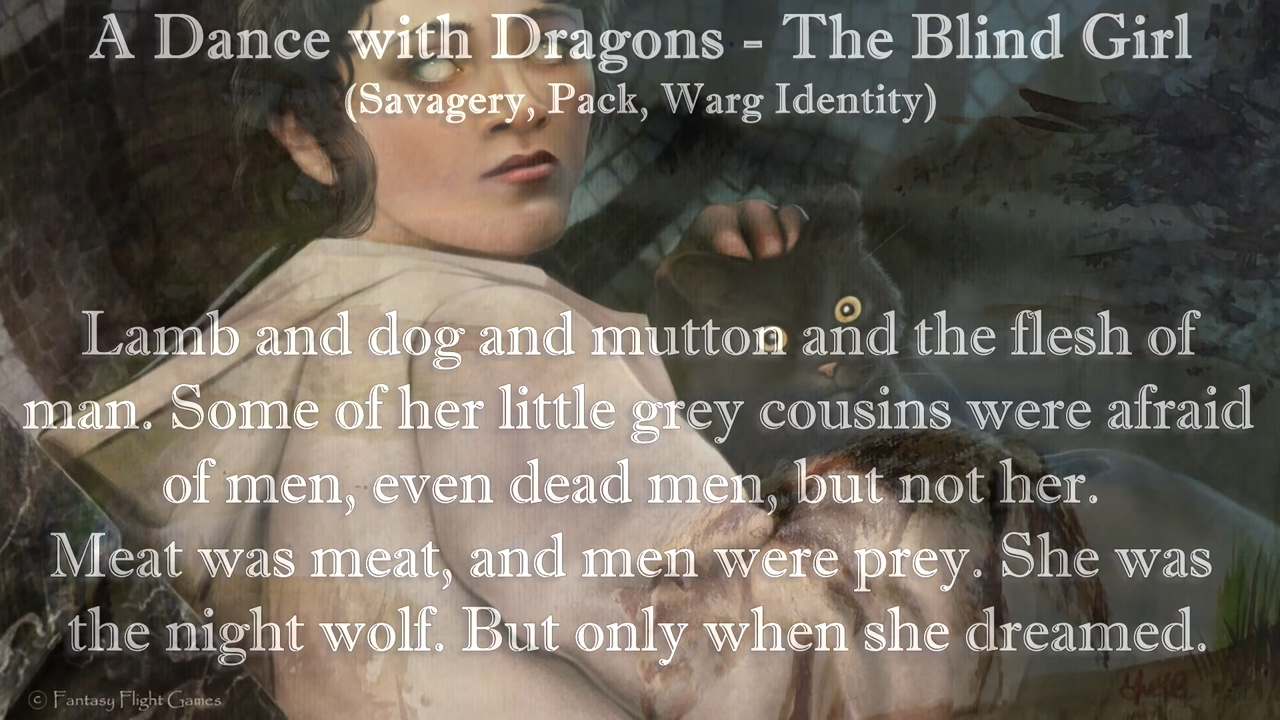 A Dance with Dragons - The Blind Girl
(Savagery, Pack, Warg Identity)
Lamb and dog and mutton and the flesh of
man. Some of her little grey cousins were afraid
of men, even dead men, but not her.
Meat was meat, and men were prey. She was
the night wolf. But only when she dreamed.
© Fantasy Flight Games